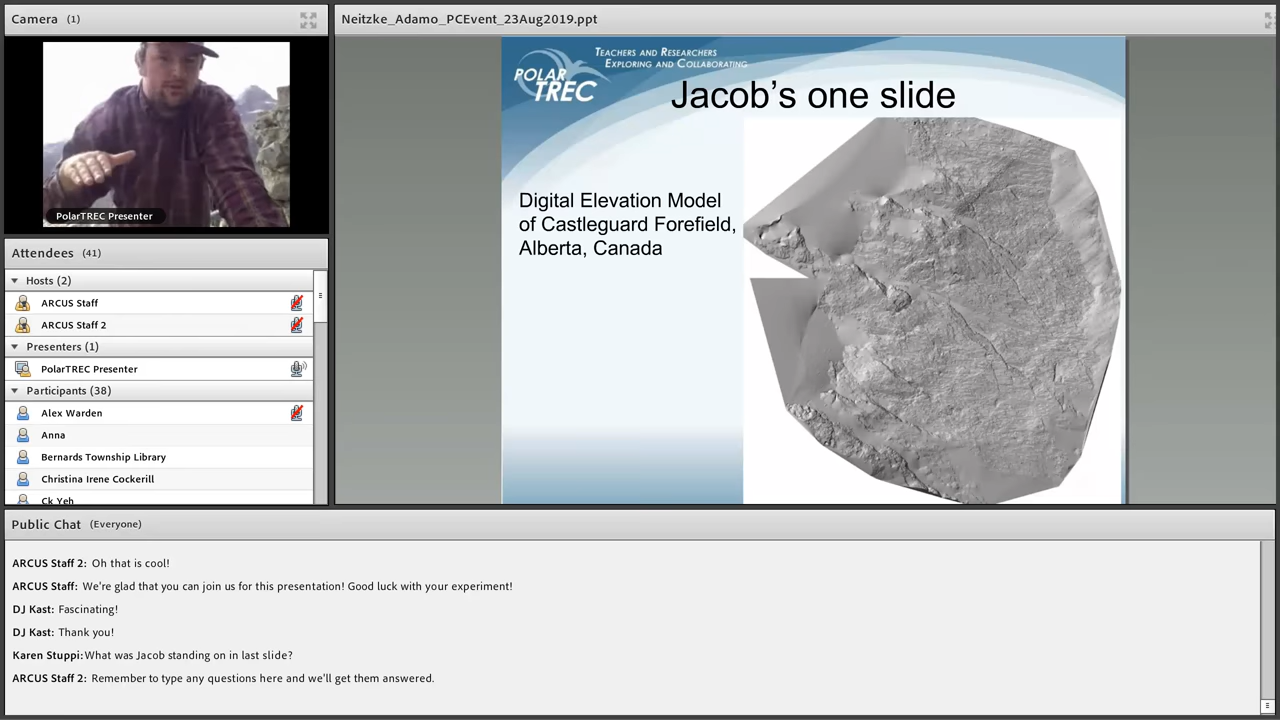 Camera (1)
PolarTREC Presenter
Attendees (41)
Hosts (2)
ARCUS Staff
ARCUS Staff 2
Presenters (1)
PolarTREC Presenter
Participants (38)
Alex Warden
Anna
Bernards Township Library
Christina Irene Cockerill
Ck Yeh
Neitzke_Adamo_PCEvent_23Aug2019.ppt
TEACHERS AND RESEARCHERS
EXPLORING AND COLLABORATING
POLAR
TREC
Jacob's one slide
Digital Elevation Model
of Castleguard Forefield,
Alberta, Canada
Public Chat (Everyone)
ARCUS Staff 2: Oh that is cool!
ARCUS Staff: We're glad that you can join us for this presentation! Good luck with your experiment!
DJ Kast: Fascinating!
DJ Kast: Thank you!
Karen Stuppi:What was Jacob standing on in last slide?
ARCUS Staff 2: Remember to type any questions here and we'll get them answered.